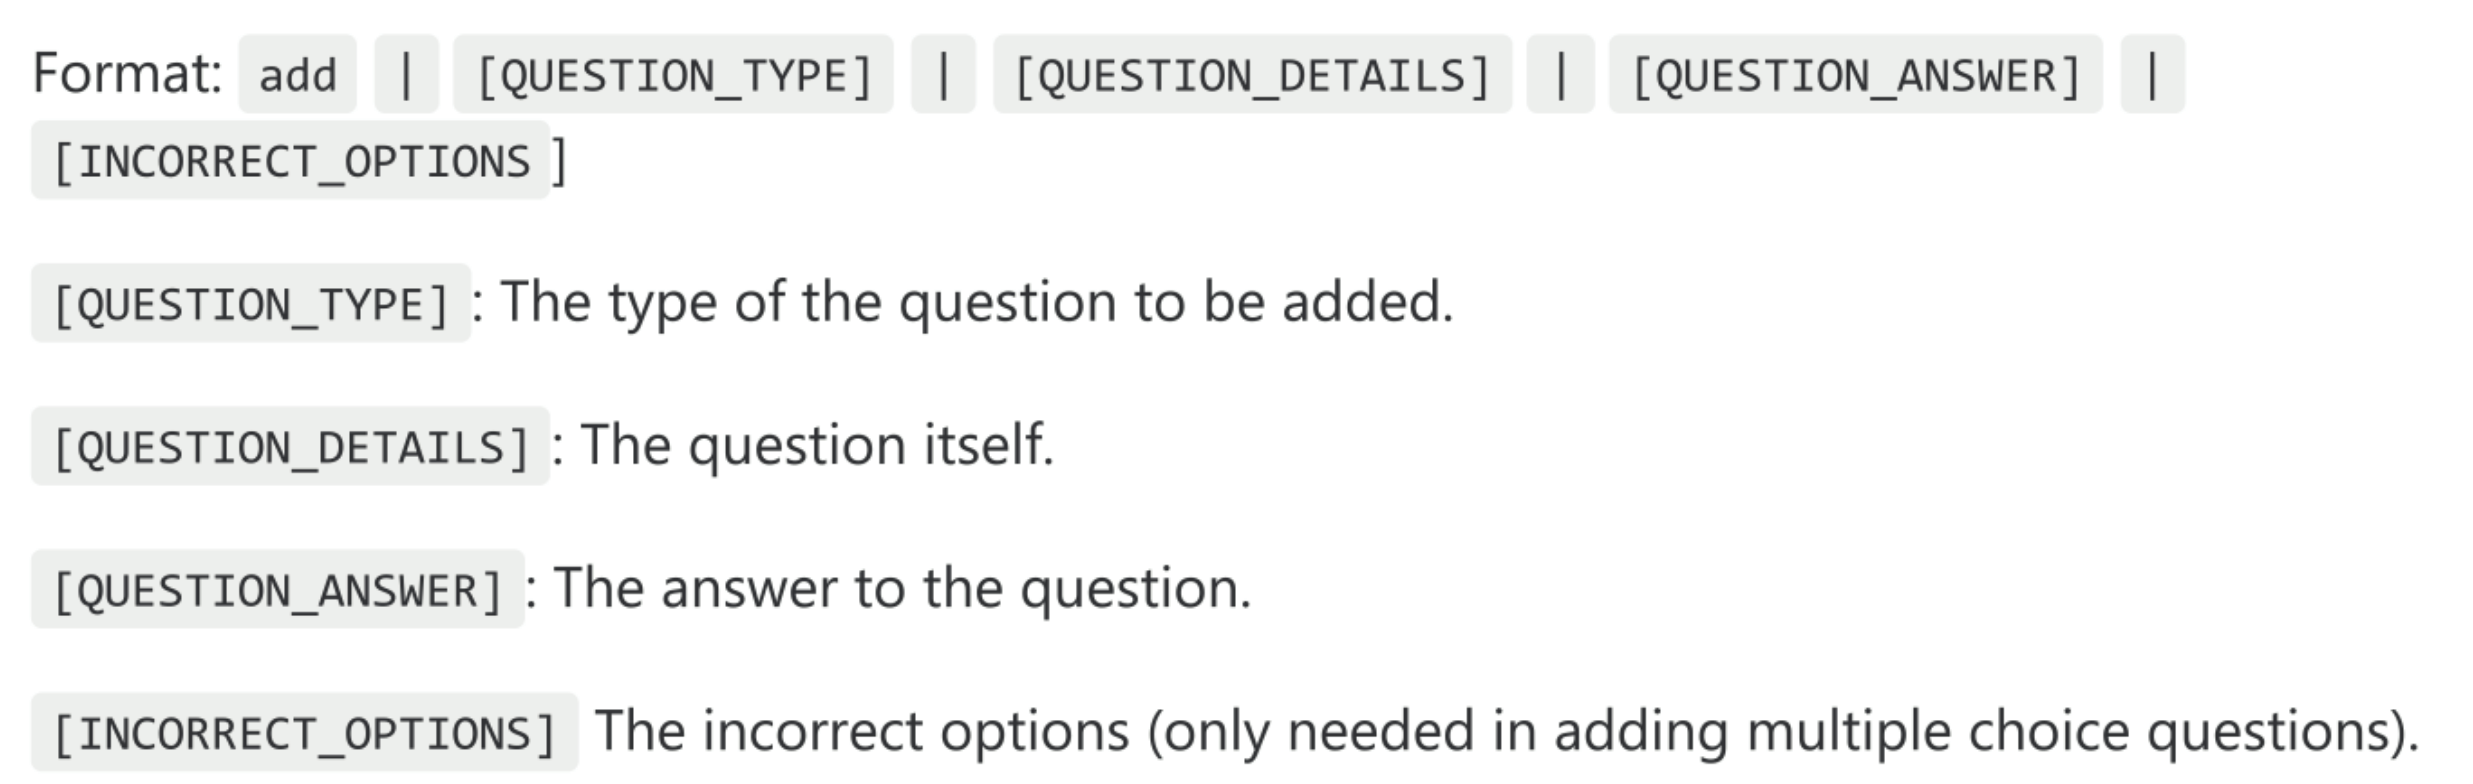 Format: add | [QUESTION_TYPE] | [QUESTION_DETAILS] | [QUESTION_ANSWER] |
[INCORRECT_OPTIONS ]
[QUESTION_TYPE] : The type of the question to be added.
[QUESTION_DETAILS] : The question itself.
[QUESTION_ANSWER] : The answer to the question.
[INCORRECT_OPTIONS] The incorrect options (only needed in adding multiple choice questions).